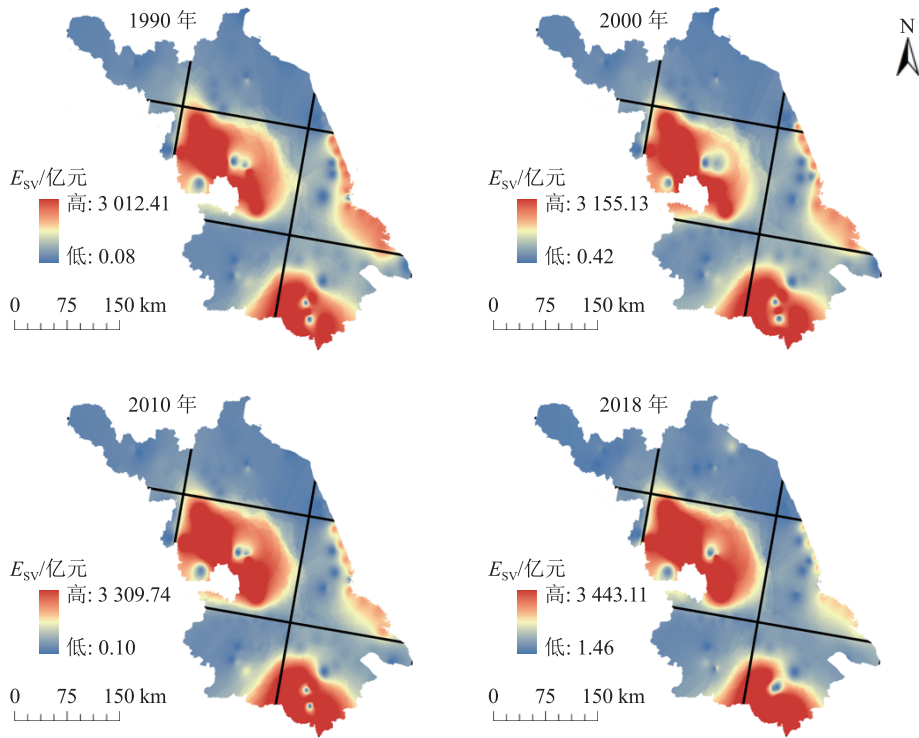 1990 年
E_SV/亿元
高: 3 012.41
低: 0.08
0 75 150 km
2000 年
N
E_SV/亿元
高: 3 155.13
低: 0.42
0 75 150 km
2010 年
E_SV/亿元
高: 3 309.74
低: 0.10
0 75 150 km
2018 年
E_SV/亿元
高: 3 443.11
低: 1.46
0 75 150 km